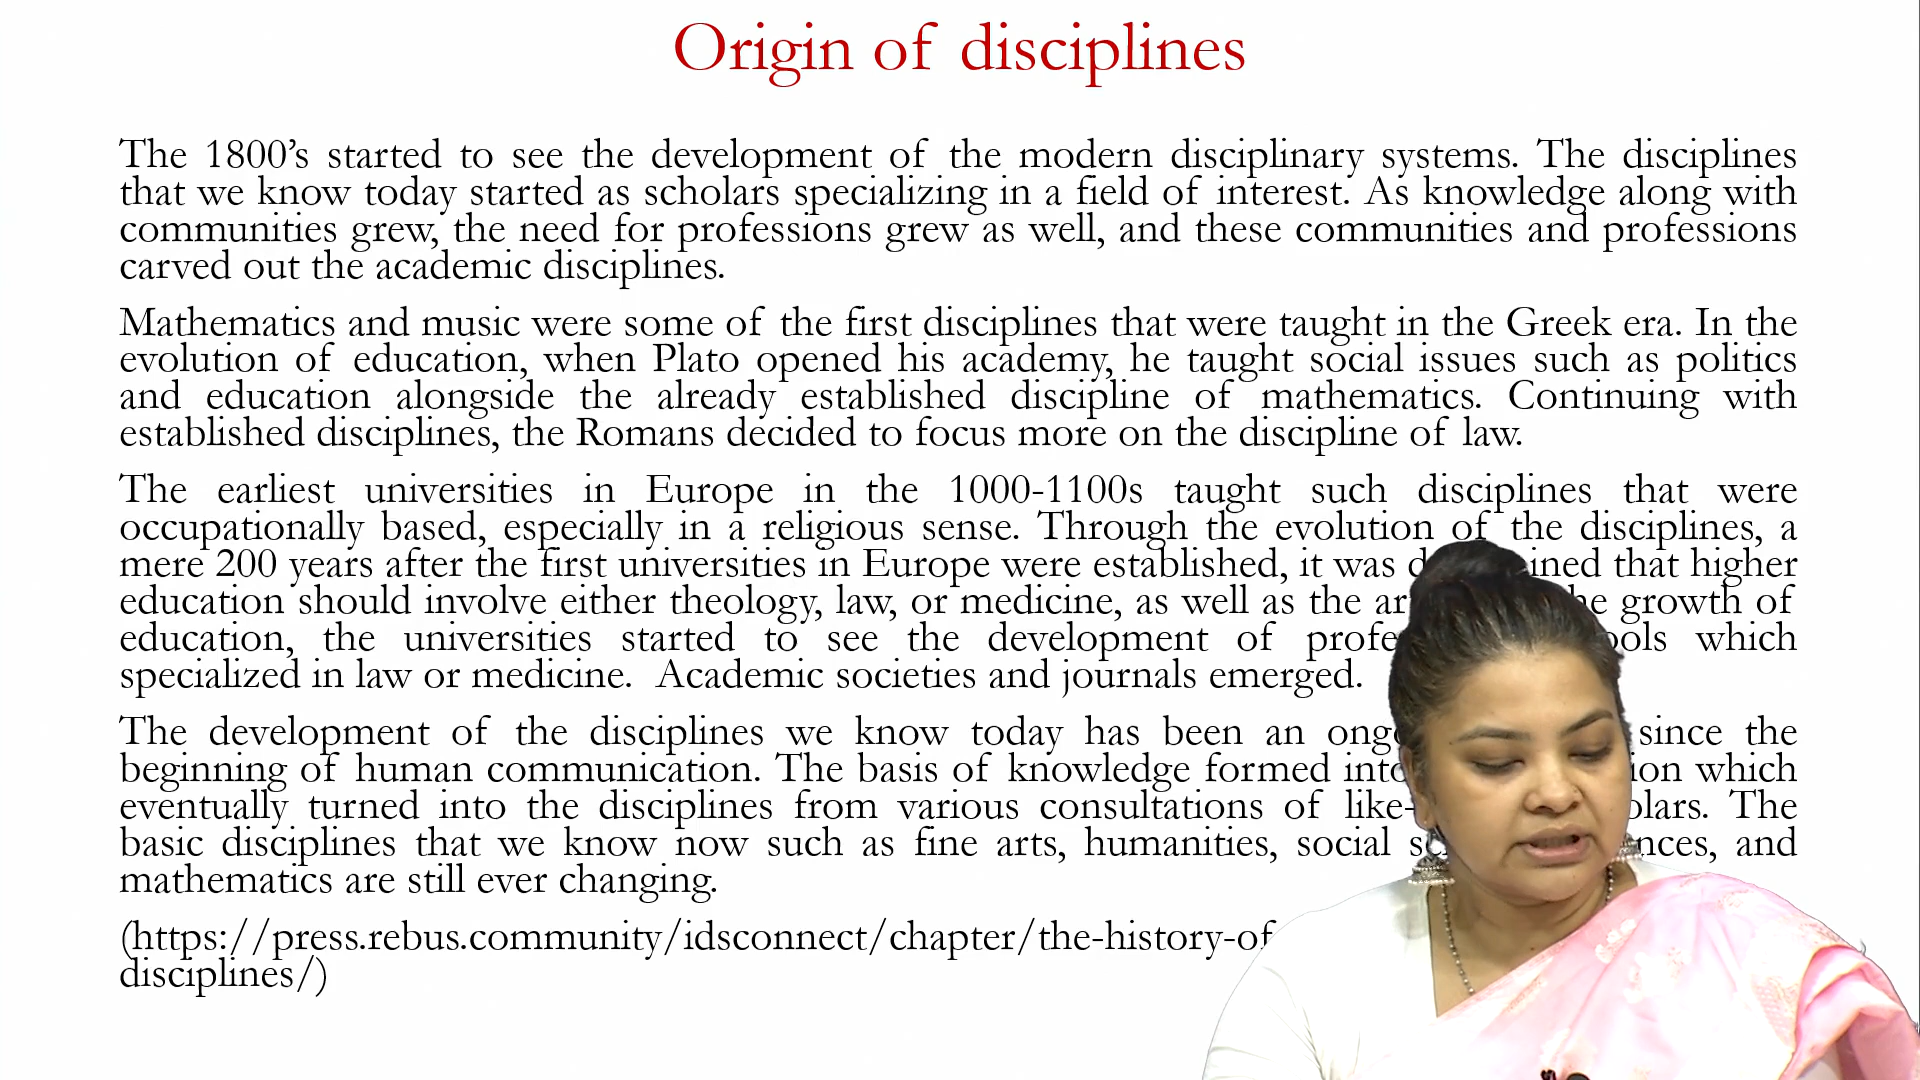 Origin of disciplines
The 1800’s started to see the development of the modern disciplinary systems. The disciplines
that we know today started as scholars specializing in a field of interest. As knowledge along with
communities grew, the need for professions grew as well, and these communities and professions
carved out the academic disciplines.
Mathematics and music were some of the first disciplines that were taught in the Greek era. In the
evolution of education, when Plato opened his academy, he taught social issues such as politics
and education alongside the already established discipline of mathematics. Continuing with
established disciplines, the Romans decided to focus more on the discipline of law.
The earliest universities in Europe in the 1000-1100s taught such disciplines that were
occupationally based, especially in a religious sense. Through the evolution of the disciplines, a
mere 200 years after the first universities in Europe were established, it was that higher
education should involve either theology, law, or medicine, as well as the growth of
education, the universities started to see the development of which
specialized in law or medicine. Academic societies and journals emerged.
The development of the disciplines we know today has been an since the
beginning of human communication. The basis of knowledge formed which
eventually turned into the disciplines from various consultations of The
basic disciplines that we know now such as fine arts, humanities, social and
mathematics are still ever changing.
(https://press.rebus.community/idsconnect/chapter/the-history-of
disciplines/)